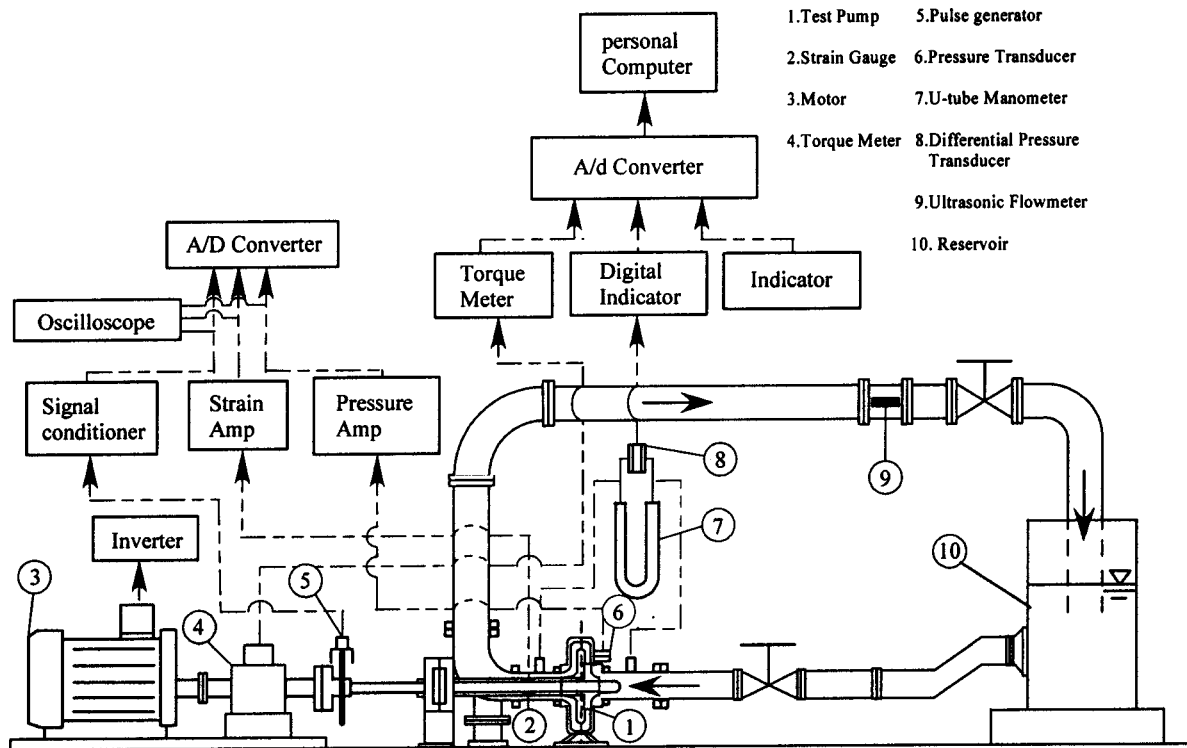 1.Test Pump
5.Pulse generator
personal
Computer
2.Strain Gauge
6.Pressure Transducer
3.Motor
7.U-tube Manometer
4.Torque Meter
8.Differential Pressure
Transducer
A/d Converter
9.Ultrasonic Flowmeter
10. Reservoir
A/D Converter
Torque
Meter
Digital
Indicator
Indicator
Oscilloscope
Signal
conditioner
Strain
Amp
Pressure
Amp
8
9
7
Inverter
3
5
10
4
6
2
1